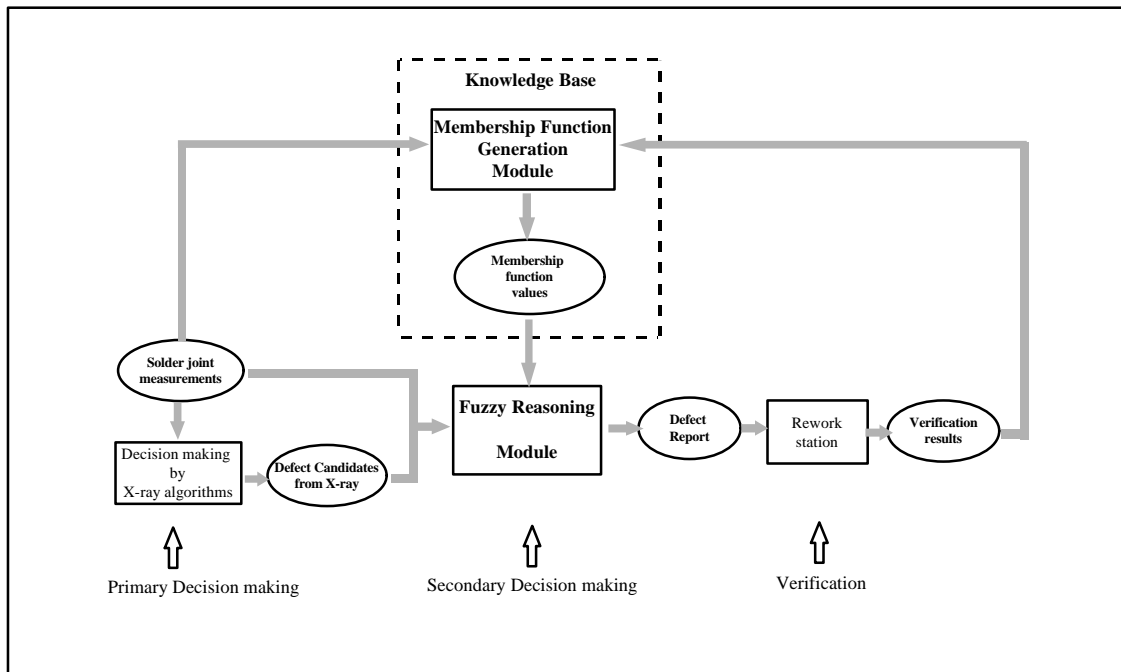 Knowledge Base
Membership Function
Generation
Module
Membership
function
values
Solder joint
measurements
Decision making
by
X-ray algorithms
Defect Candidates
from X-ray
Fuzzy Reasoning
Module
Defect
Report
Rework
station
Verification
results
Primary Decision making
Secondary Decision making
Verification